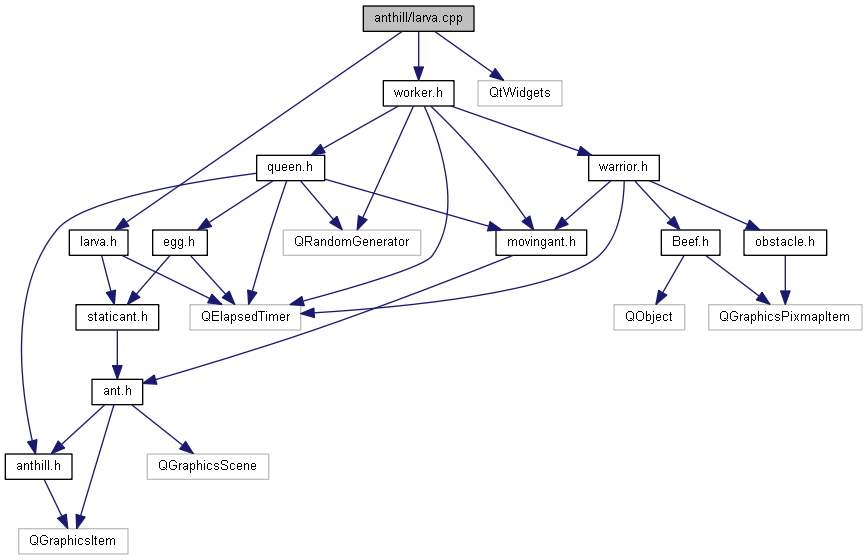 anthill/larva.cpp
worker.h
QtWidgets
queen.h
warrior.h
larva.h
egg.h
QRandomGenerator
movingant.h
Beef.h
obstacle.h
staticant.h
QElapsedTimer
QObject
QGraphicsPixmapItem
ant.h
anthill.h
QGraphicsScene
QGraphicsItem